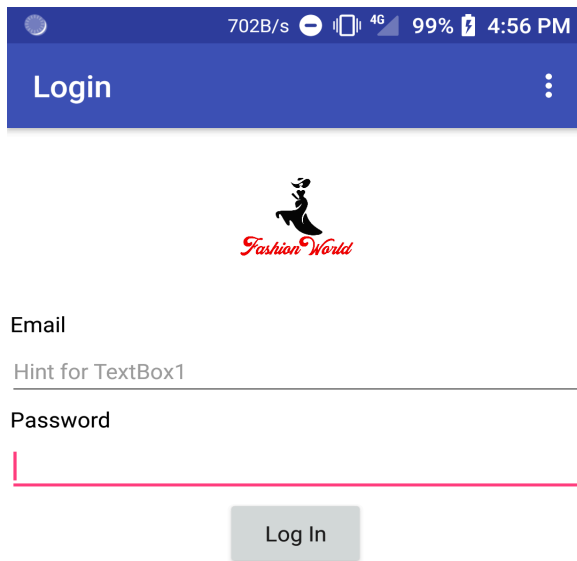 702B/s 4G 99% 4:56 PM
Login
Fashion World
Email
Hint for TextBox1
Password
Log In